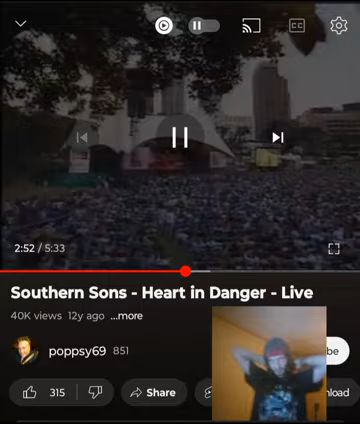 CC
2:52 / 5:33
Southern Sons - Heart in Danger - Live
40K views 12y ago ...more
poppsy69 851
be
315 Share nload